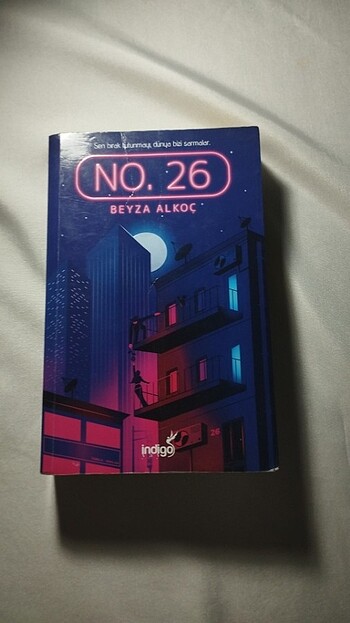 Sen bırak tutunmayı, dünya bizi sarmalar.
NO. 26
BEYZA ALKOÇ
26
indigo